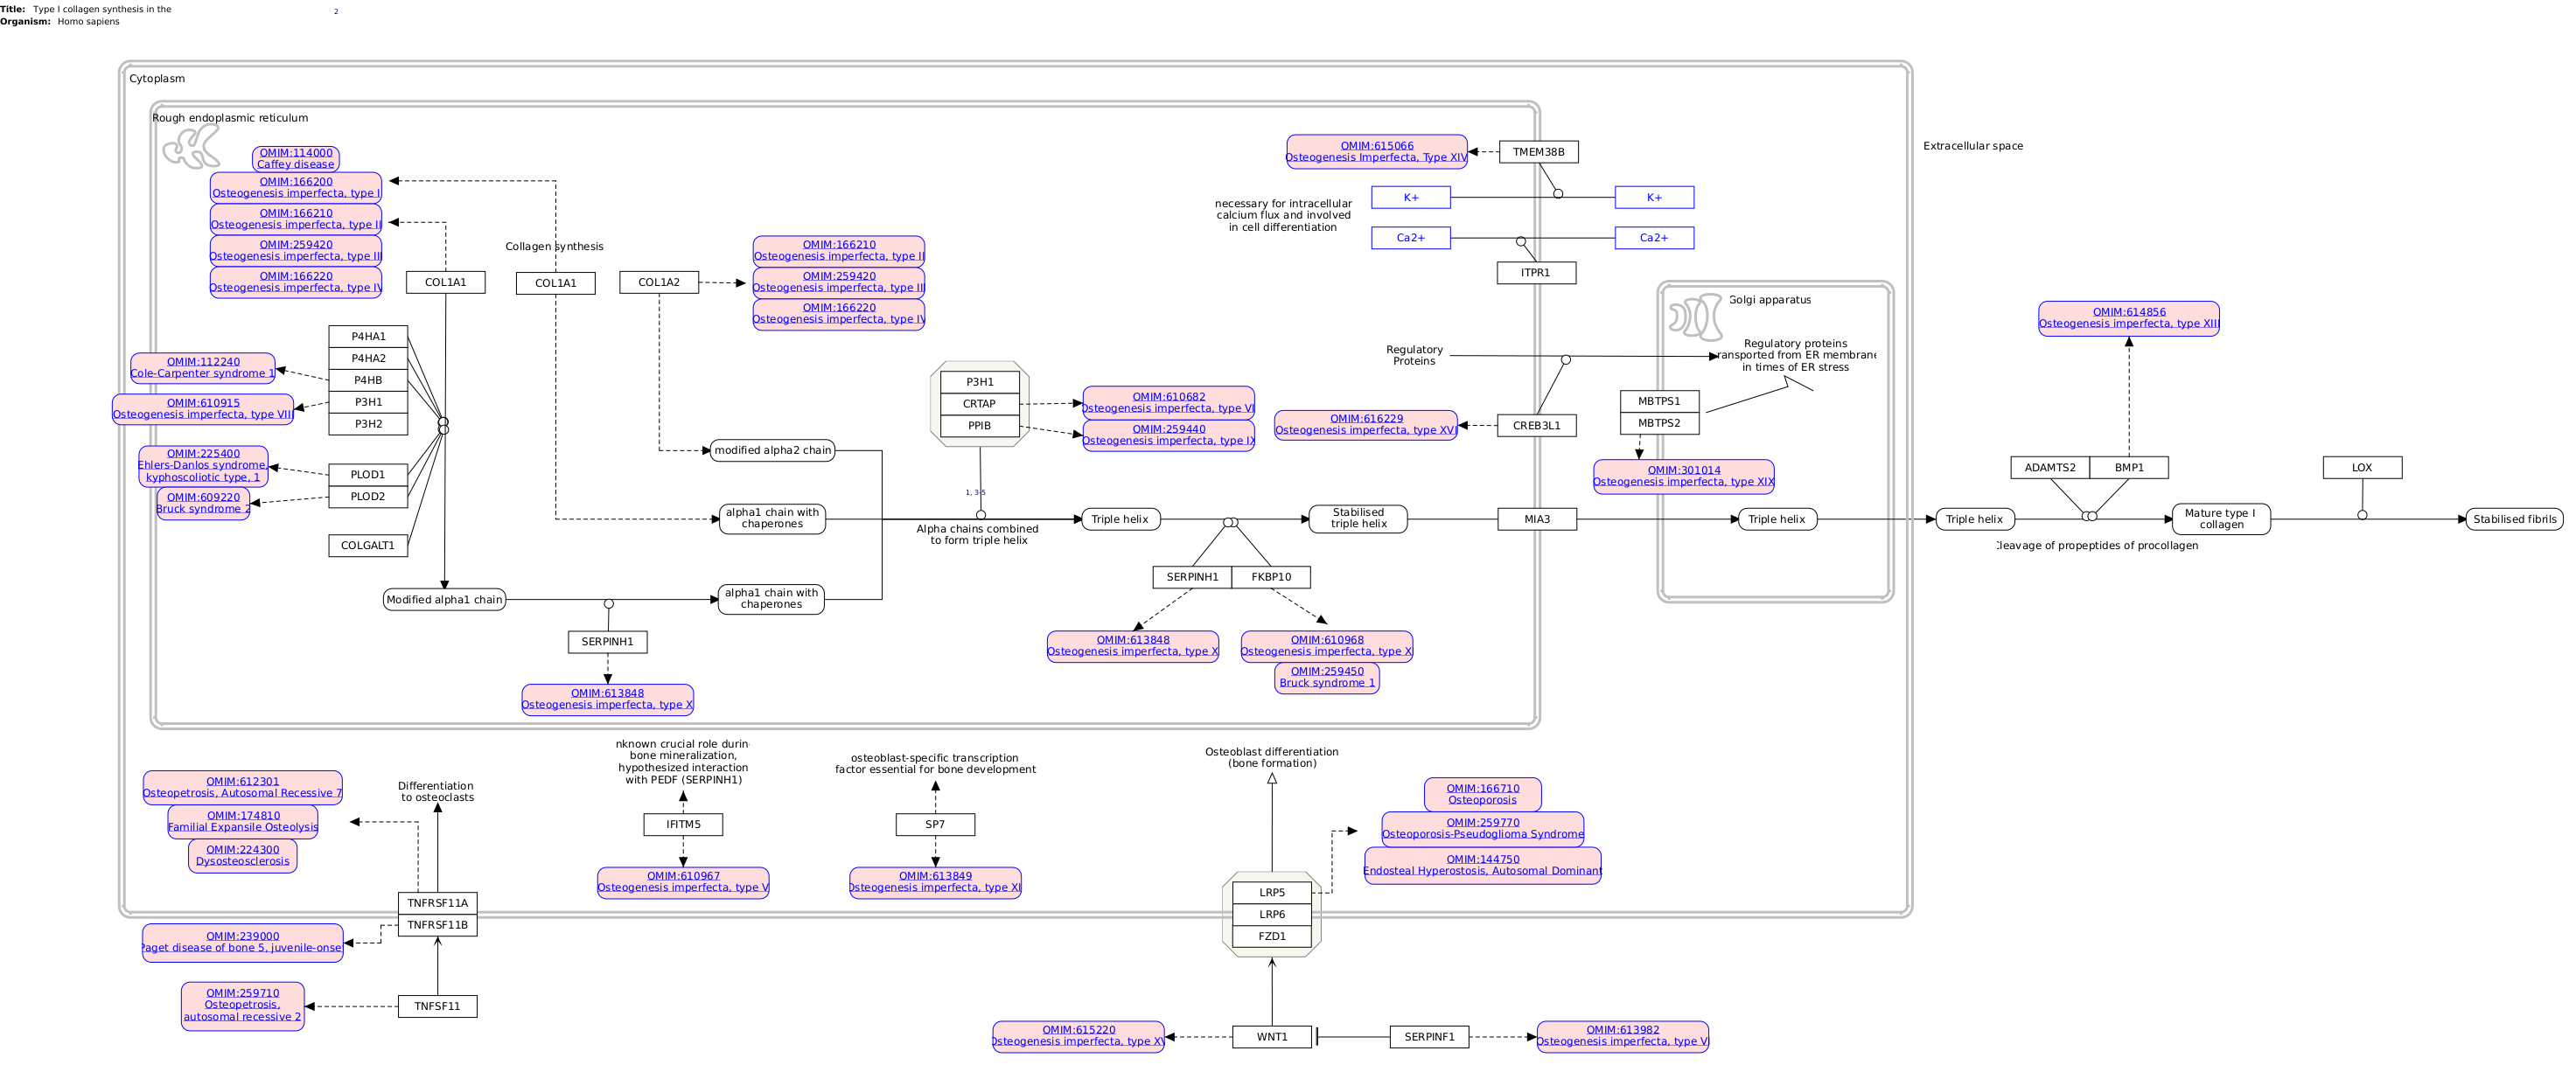 Title: Type I collagen synthesis in the
2
Organism: Homo sapiens
Cytoplasm
Rough endoplasmic reticulum
Extracellular space
OMIM:114000
Caffey disease
OMIM:166200
Osteogenesis imperfecta, type I
OMIM:166210
Osteogenesis imperfecta, type II
OMIM:259420
Osteogenesis imperfecta, type III
OMIM:166220
Osteogenesis imperfecta, type IV
Collagen synthesis
COL1A1
COL1A1
COL1A2
OMIM:166210
Osteogenesis imperfecta, type II
OMIM:259420
Osteogenesis imperfecta, type III
OMIM:166220
Osteogenesis imperfecta, type IV
OMIM:615066
Osteogenesis Imperfecta, Type XIV
TMEM38B
necessary for intracellular
calcium flux and involved
in cell differentiation
K+
K+
Ca2+
Ca2+
ITPR1
Golgi apparatus
Regulatory
Proteins
Regulatory proteins
ransported from ER membrane
in times of ER stress
P4HA1
P4HA2
P4HB
P3H1
P3H2
OMIM:112240
Cole-Carpenter syndrome 1
OMIM:610915
Osteogenesis imperfecta, type VIII
OMIM:225400
Ehlers-Danlos syndrome,
kyphoscoliotic type, 1
OMIM:609220
Bruck syndrome 2
PLOD1
PLOD2
COLGALT1
P3H1
CRTAP
PPIB
OMIM:610682
Osteogenesis imperfecta, type VI
OMIM:259440
Osteogenesis imperfecta, type IX
OMIM:616229
Osteogenesis imperfecta, type XVI
CREB3L1
MBTPS1
MBTPS2
OMIM:301014
Osteogenesis imperfecta, type XIX
OMIM:614856
Osteogenesis imperfecta, type XIII
ADAMTS2
BMP1
LOX
modified alpha2 chain
alpha1 chain with
chaperones
1, 3-5
Alpha chains combined
to form triple helix
Triple helix
Stabilised
triple helix
MIA3
Triple helix
Triple helix
Mature type I
collagen
Stabilised fibrils
Cleavage of propeptides of procollagen
Modified alpha1 chain
alpha1 chain with
chaperones
SERPINH1
OMIM:613848
Osteogenesis imperfecta, type X
SERPINH1
FKBP10
OMIM:613848
Osteogenesis imperfecta, type X
OMIM:610968
Osteogenesis imperfecta, type X
OMIM:259450
Bruck syndrome 1
OMIM:612301
Osteopetrosis, Autosomal Recessive 7
OMIM:174810
Familial Expansile Osteolysis
OMIM:224300
Dysosteosclerosis
Differentiation
to osteoclasts
TNFRSF11A
TNFRSF11B
OMIM:239000
Paget disease of bone 5, juvenile-onse
OMIM:259710
Osteopetrosis,
autosomal recessive 2
TNFSF11
nknown crucial role durin
bone mineralization,
hypothesized interaction
with PEDF (SERPINH1)
IFITM5
OMIM:610967
Osteogenesis imperfecta, type V
osteoblast-specific transcription
factor essential for bone development
SP7
OMIM:613849
Osteogenesis imperfecta, type XI
Osteoblast differentiation
(bone formation)
OMIM:166710
Osteoporosis
OMIM:259770
Osteoporosis-Pseudoglioma Syndrome
OMIM:144750
Endosteal Hyperostosis, Autosomal Dominant
LRP5
LRP6
FZD1
OMIM:615220
Osteogenesis imperfecta, type XV
WNT1
SERPINF1
OMIM:613982
Osteogenesis imperfecta, type V